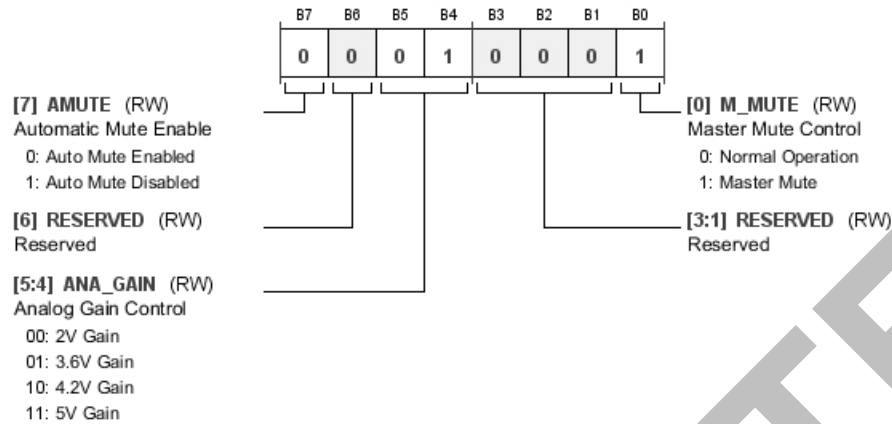 B7 B6 B5 B4 B3 B2 B1 B0
0 0 0 1 0 0 0 1
[7] AMUTE (RW)
Automatic Mute Enable
0: Auto Mute Enabled
1: Auto Mute Disabled
[6] RESERVED (RW)
Reserved
[5:4] ANA_GAIN (RW)
Analog Gain Control
00: 2V Gain
01: 3.6V Gain
10: 4.2V Gain
11: 5V Gain
[0] M_MUTE (RW)
Master Mute Control
0: Normal Operation
1: Master Mute
[3:1] RESERVED (RW)
Reserved
TE